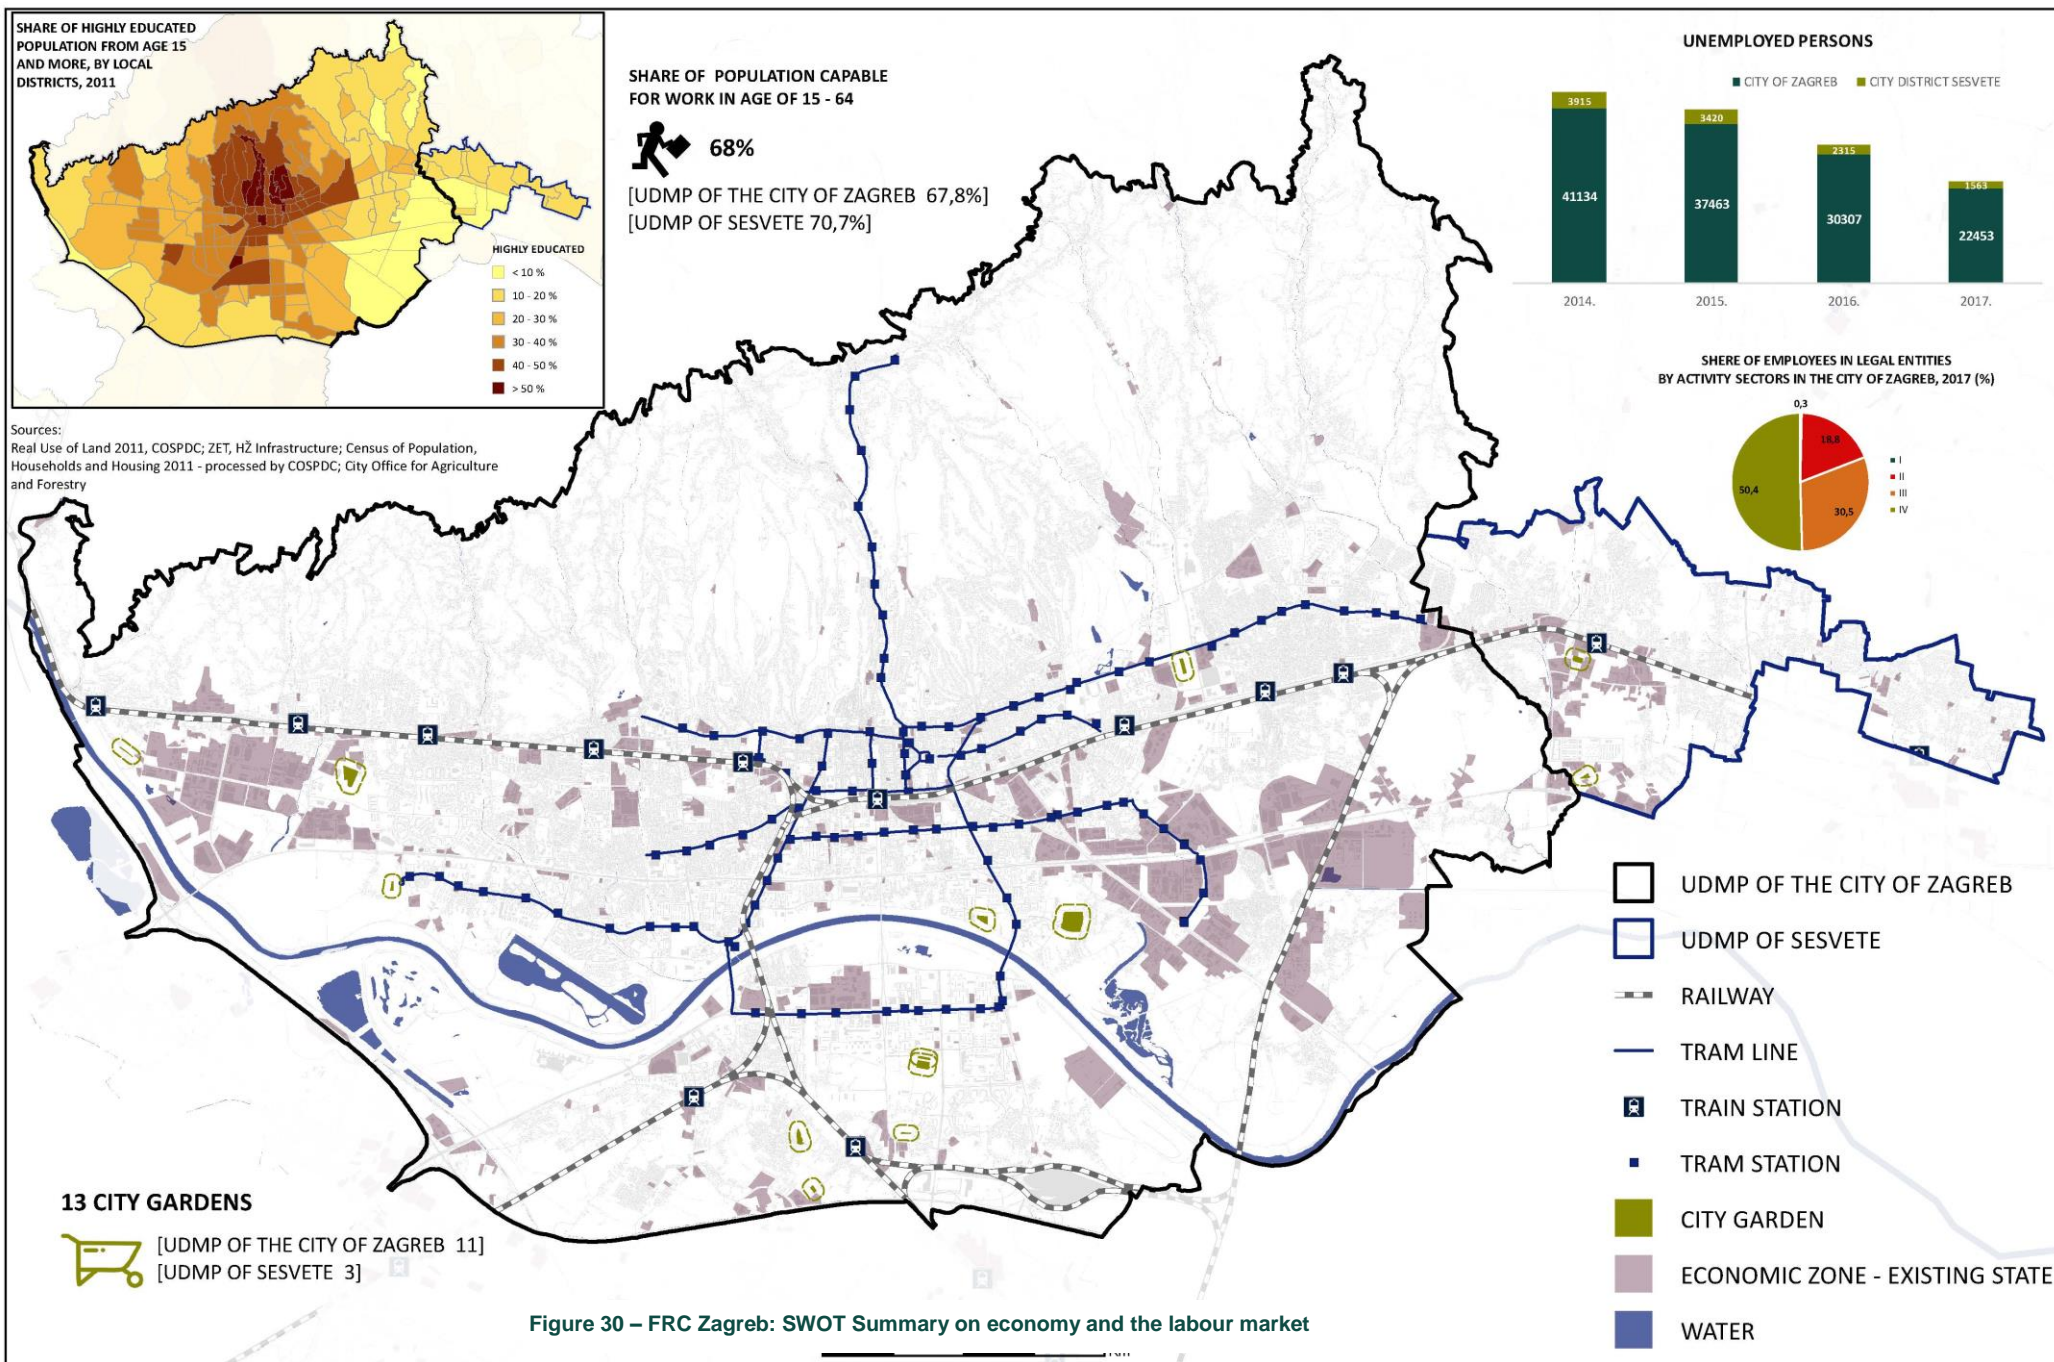 SHARE OF HIGHLY EDUCATED
POPULATION FROM AGE 15
AND MORE, BY LOCAL
DISTRICTS, 2011
HIGHLY EDUCATED
< 10 %
10 - 20 %
20 - 30 %
30 - 40 %
40 - 50 %
> 50 %
Sources:
Real Use of Land 2011, COSPDC; ZET, HŽ Infrastructure; Census of Population,
Households and Housing 2011 - processed by COSPDC; City Office for Agriculture
and Forestry
SHARE OF POPULATION CAPABLE
FOR WORK IN AGE OF 15 - 64
68%
[UDMP OF THE CITY OF ZAGREB 67,8%]
[UDMP OF SESVETE 70,7%]
UNEMPLOYED PERSONS
CITY OF ZAGREB CITY DISTRICT SESVETE
3915
3420
2315
1563
41134
37463
30307
22453
2014. 2015. 2016. 2017.
SHERE OF EMPLOYEES IN LEGAL ENTITIES
BY ACTIVITY SECTORS IN THE CITY OF ZAGREB, 2017 (%)
0,3
18,8
50,4
30,5
I
II
III
IV
UDMP OF THE CITY OF ZAGREB
UDMP OF SESVETE
RAILWAY
TRAM LINE
TRAIN STATION
TRAM STATION
CITY GARDEN
ECONOMIC ZONE - EXISTING STATE
WATER
13 CITY GARDENS
[UDMP OF THE CITY OF ZAGREB 11]
[UDMP OF SESVETE 3]
Figure 30 – FRC Zagreb: SWOT Summary on economy and the labour market